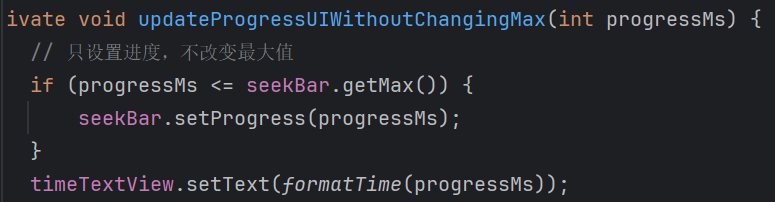 ivate void updateProgressUIWithoutChangingMax(int progressMs) {
// 只设置进度，不改变最大值
if (progressMs <= seekBar.getMax()) {
seekBar.setProgress(progressMs);
}
timeTextView.setText(formatTime(progressMs));